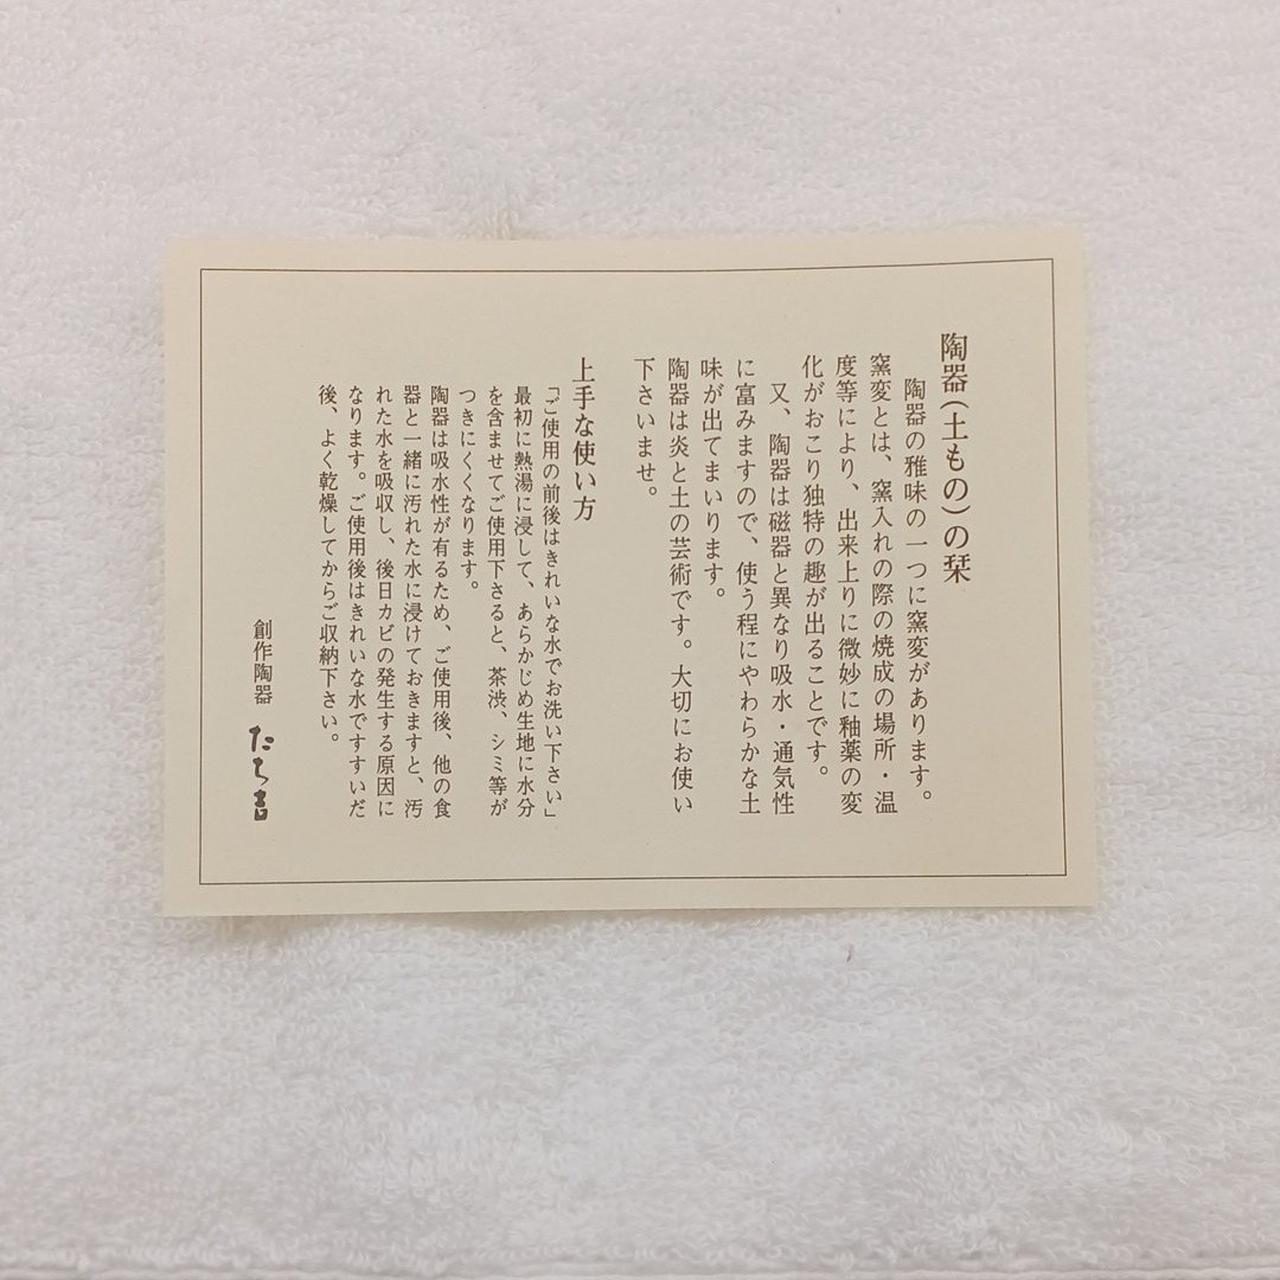 陶器（土もの）の栞
陶器の雅味の一つに窯変があります。
窯変とは、窯入れの際の焼成の場所・温
度等により、出来上りに微妙に釉薬の変
化がおこり独特の趣が出ることです。
又、陶器は磁器と異なり吸水・通気性
に富みますので、使う程にやわらかな土
味が出てまいります。
陶器は炎と土の芸術です。大切にお使い
下さいませ。
上手な使い方
「ご使用の前後はきれいな水でお洗い下さい」
最初に熱湯に浸して、あらかじめ生地に水分
を含ませてご使用下さると、茶渋、シミ等が
つきにくくなります。
陶器は吸水性が有るため、ご使用後、他の食
器と一緒に汚れた水に浸けておきますと、汚
れた水を吸収し、後日カビの発生する原因に
なります。ご使用後はきれいな水ですすいだ
後、よく乾燥してからご収納下さい。
創作陶器 たち吉